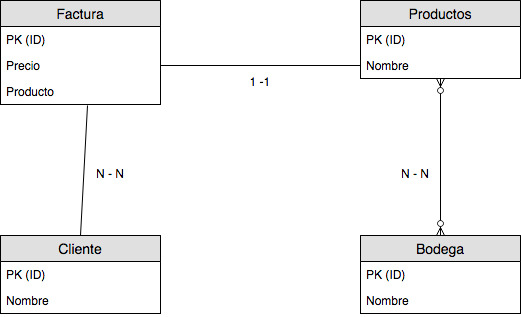 Factura
PK (ID)
Precio
Producto
Productos
PK (ID)
Nombre
1 -1
N - N
N - N
Cliente
PK (ID)
Nombre
Bodega
PK (ID)
Nombre